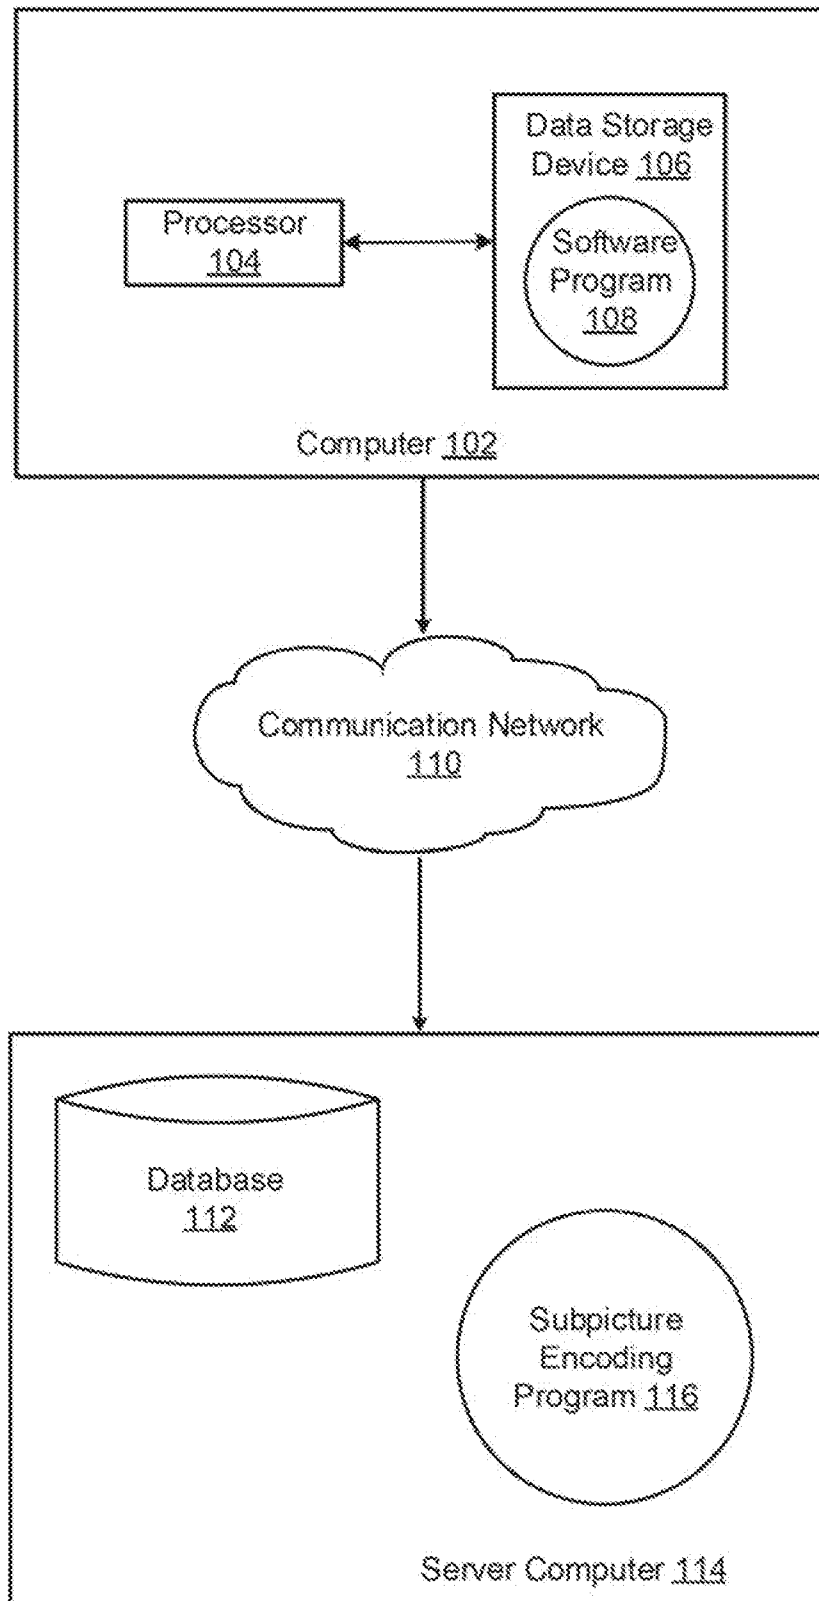 Data Storage
Device 106
Processor
104
Software
Program
108
Computer 102
Communication Network
110
Database
112
Subpicture
Encoding
Program 116
Server Computer 114